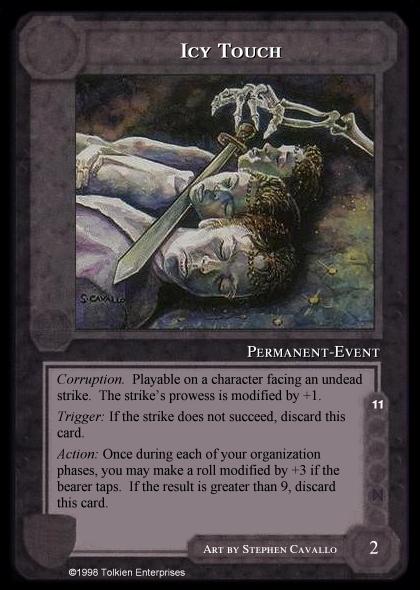 ICY TOUCH
S. CAVALLO
PERMANENT-EVENT
Corruption. Playable on a character facing an undead
strike. The strike's prowess is modified by +1.
11
Trigger: If the strike does not succeed, discard this
card.
Action: Once during each of your organization
phases, you may make a roll modified by +3 if the
bearer taps. If the result is greater than 9, discard
this card.
ART BY STEPHEN CAVALLO
2
©1998 Tolkien Enterprises